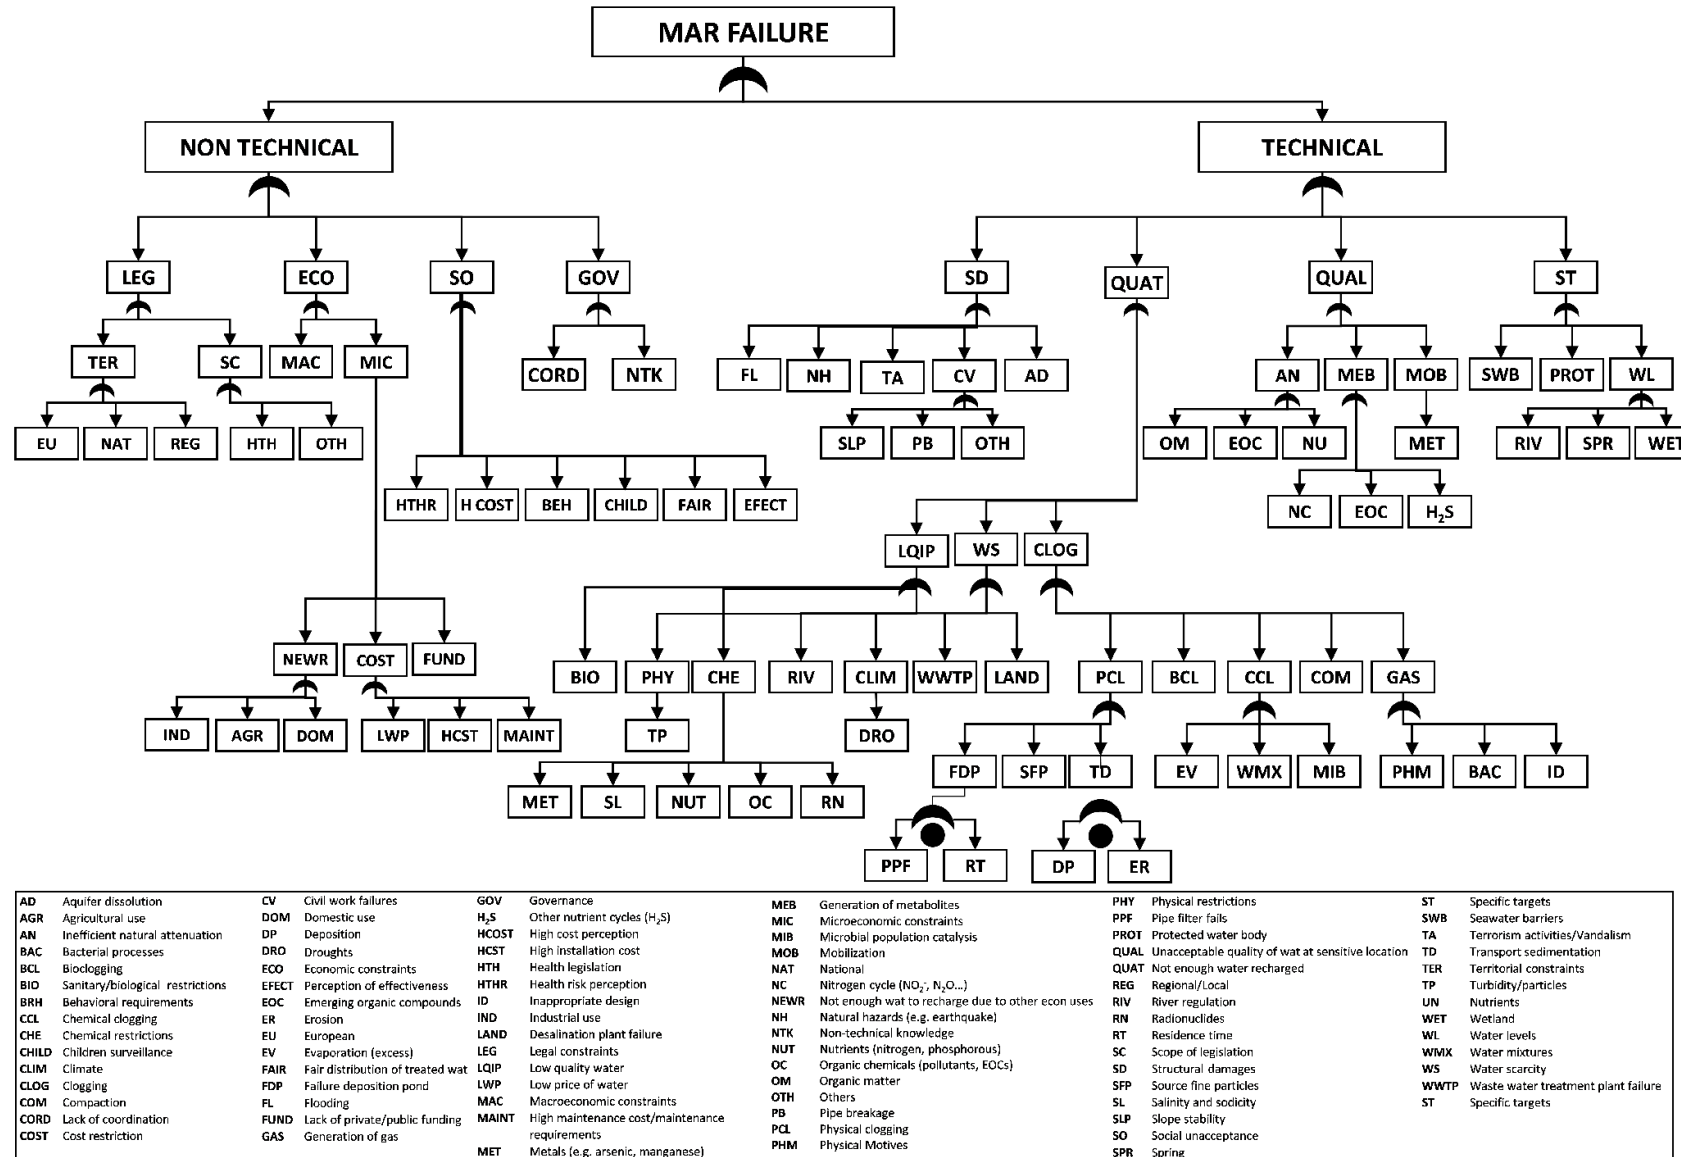 MAR FAILURE
NON TECHNICAL
TECHNICAL
LEG
ECO
SO
GOV
SD
QUAT
QUAL
ST
TER
SC
MAC
MIC
CORD
NTK
FL
NH
TA
CV
AD
AN
MEB
MOB
SWB
PROT
WL
EU
NAT
REG
HTH
OTH
SLP
PB
OTH
OM
EOC
NU
MET
RIV
SPR
WET
HTHR
H COST
BEH
CHILD
FAIR
EFECT
NC
EOC
H₂S
LQIP
WS
CLOG
NEWR
COST
FUND
BIO
PHY
CHE
RIV
CLIM
WWTP
LAND
PCL
BCL
CCL
COM
GAS
IND
AGR
DOM
LWP
HCST
MAINT
TP
DRO
FDP
SFP
TD
EV
WMX
MIB
PHM
BAC
ID
MET
SL
NUT
OC
RN
PPF
RT
DP
ER
AD Aquifer dissolution
AGR Agricultural use
AN Inefficient natural attenuation
BAC Bacterial processes
BCL Bioclogging
BIO Sanitary/biological restrictions
BRH Behavioral requirements
CCL Chemical clogging
CHE Chemical restrictions
CHILD Children surveillance
CLIM Climate
CLOG Clogging
COM Compaction
CORD Lack of coordination
COST Cost restriction
CV Civil work failures
DOM Domestic use
DP Deposition
DRO Droughts
ECO Economic constraints
EFECT Perception of effectiveness
EOC Emerging organic compounds
ER Erosion
EU European
EV Evaporation (excess)
FAIR Fair distribution of treated wat
FDP Failure deposition pond
FL Flooding
FUND Lack of private/public funding
GAS Generation of gas
GOV Governance
H₂S Other nutrient cycles (H₂S)
HCOST High cost perception
HCST High installation cost
HTH Health legislation
HTHR Health risk perception
ID Inappropriate design
IND Industrial use
LAND Desalination plant failure
LEG Legal constraints
LQIP Low quality water
LWP Low price of water
MAC Macroeconomic constraints
MAINT High maintenance cost/maintenance
requirements
MET Metals (e.g. arsenic, manganese)
MEB Generation of metabolites
MIC Microeconomic constraints
MIB Microbial population catalysis
MOB Mobilization
NAT National
NC Nitrogen cycle (NO₂⁻, N₂O...)
NEWR Not enough wat to recharge due to other econ uses
NH Natural hazards (e.g. earthquake)
NTK Non-technical knowledge
NUT Nutrients (nitrogen, phosphorous)
OC Organic chemicals (pollutants, EOCs)
OM Organic matter
OTH Others
PB Pipe breakage
PCL Physical clogging
PHM Physical Motives
PHY Physical restrictions
PPF Pipe filter fails
PROT Protected water body
QUAL Unacceptable quality of wat at sensitive location
QUAT Not enough water recharged
REG Regional/Local
RIV River regulation
RN Radionuclides
RT Residence time
SC Scope of legislation
SD Structural damages
SFP Source fine particles
SL Salinity and sodicity
SLP Slope stability
SO Social unacceptance
SPR Spring
ST Specific targets
SWB Seawater barriers
TA Terrorism activities/Vandalism
TD Transport sedimentation
TER Territorial constraints
TP Turbidity/particles
UN Nutrients
WET Wetland
WL Water levels
WMX Water mixtures
WS Water scarcity
WWTP Waste water treatment plant failure
ST Specific targets